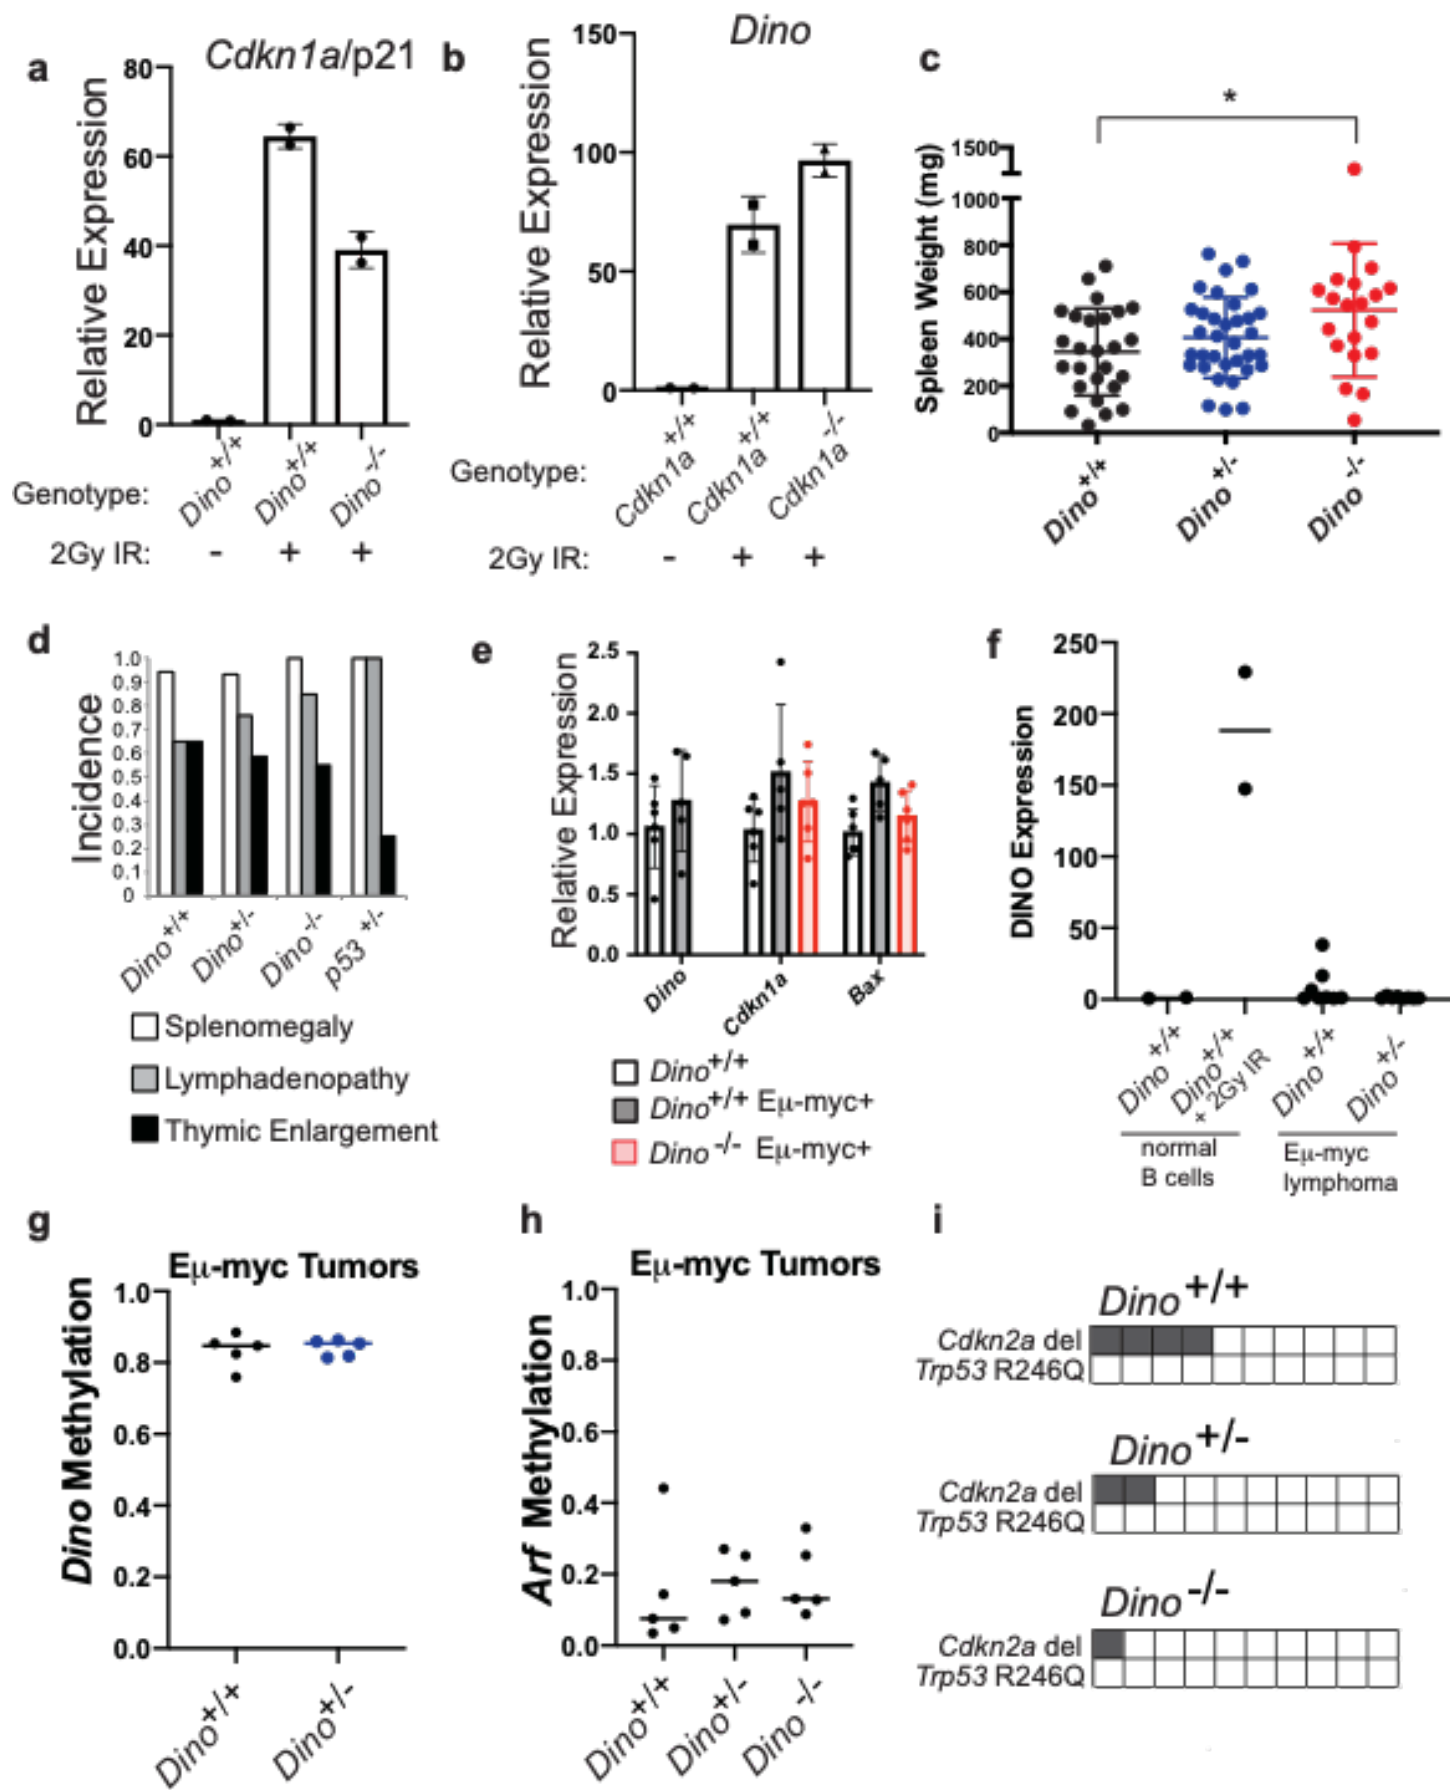 a
Cdkn1a/p21
Relative Expression
80
60
40
20
0
Genotype:
Dino+/+
Dino+/+
Dino-/-
2Gy IR:
- + +
b
Dino
Relative Expression
150
100
50
0
Genotype:
Cdkn1a+/+
Cdkn1a+/+
Cdkn1a-/-
2Gy IR:
- + +
c
*
Spleen Weight (mg)
1500
1000
800
600
400
200
0
Dino+/+
Dino+/-
Dino-/-
d
Incidence
1.0
0.9
0.8
0.7
0.6
0.5
0.4
0.3
0.2
0.1
0
Dino+/+
Dino+/-
Dino-/-
p53+/-
Splenomegaly
Lymphadenopathy
Thymic Enlargement
e
Relative Expression
2.5
2.0
1.5
1.0
0.5
0.0
Dino
Cdkn1a
Bax
Dino+/+
Dino+/+ Eμ-myc+
Dino-/- Eμ-myc+
f
DINO Expression
250
200
150
100
50
0
Dino+/+
Dino+/+
+ 2Gy IR
Dino+/+
Dino+/-
normal
B cells
Eμ-myc
lymphoma
g
Eμ-myc Tumors
Dino Methylation
1.0
0.8
0.6
0.4
0.2
0.0
Dino+/+
Dino+/-
h
Eμ-myc Tumors
Arf Methylation
1.0
0.8
0.6
0.4
0.2
0.0
Dino+/+
Dino+/-
Dino-/-
i
Dino+/+
Cdkn2a del
Trp53 R246Q
Dino+/-
Cdkn2a del
Trp53 R246Q
Dino-/-
Cdkn2a del
Trp53 R246Q